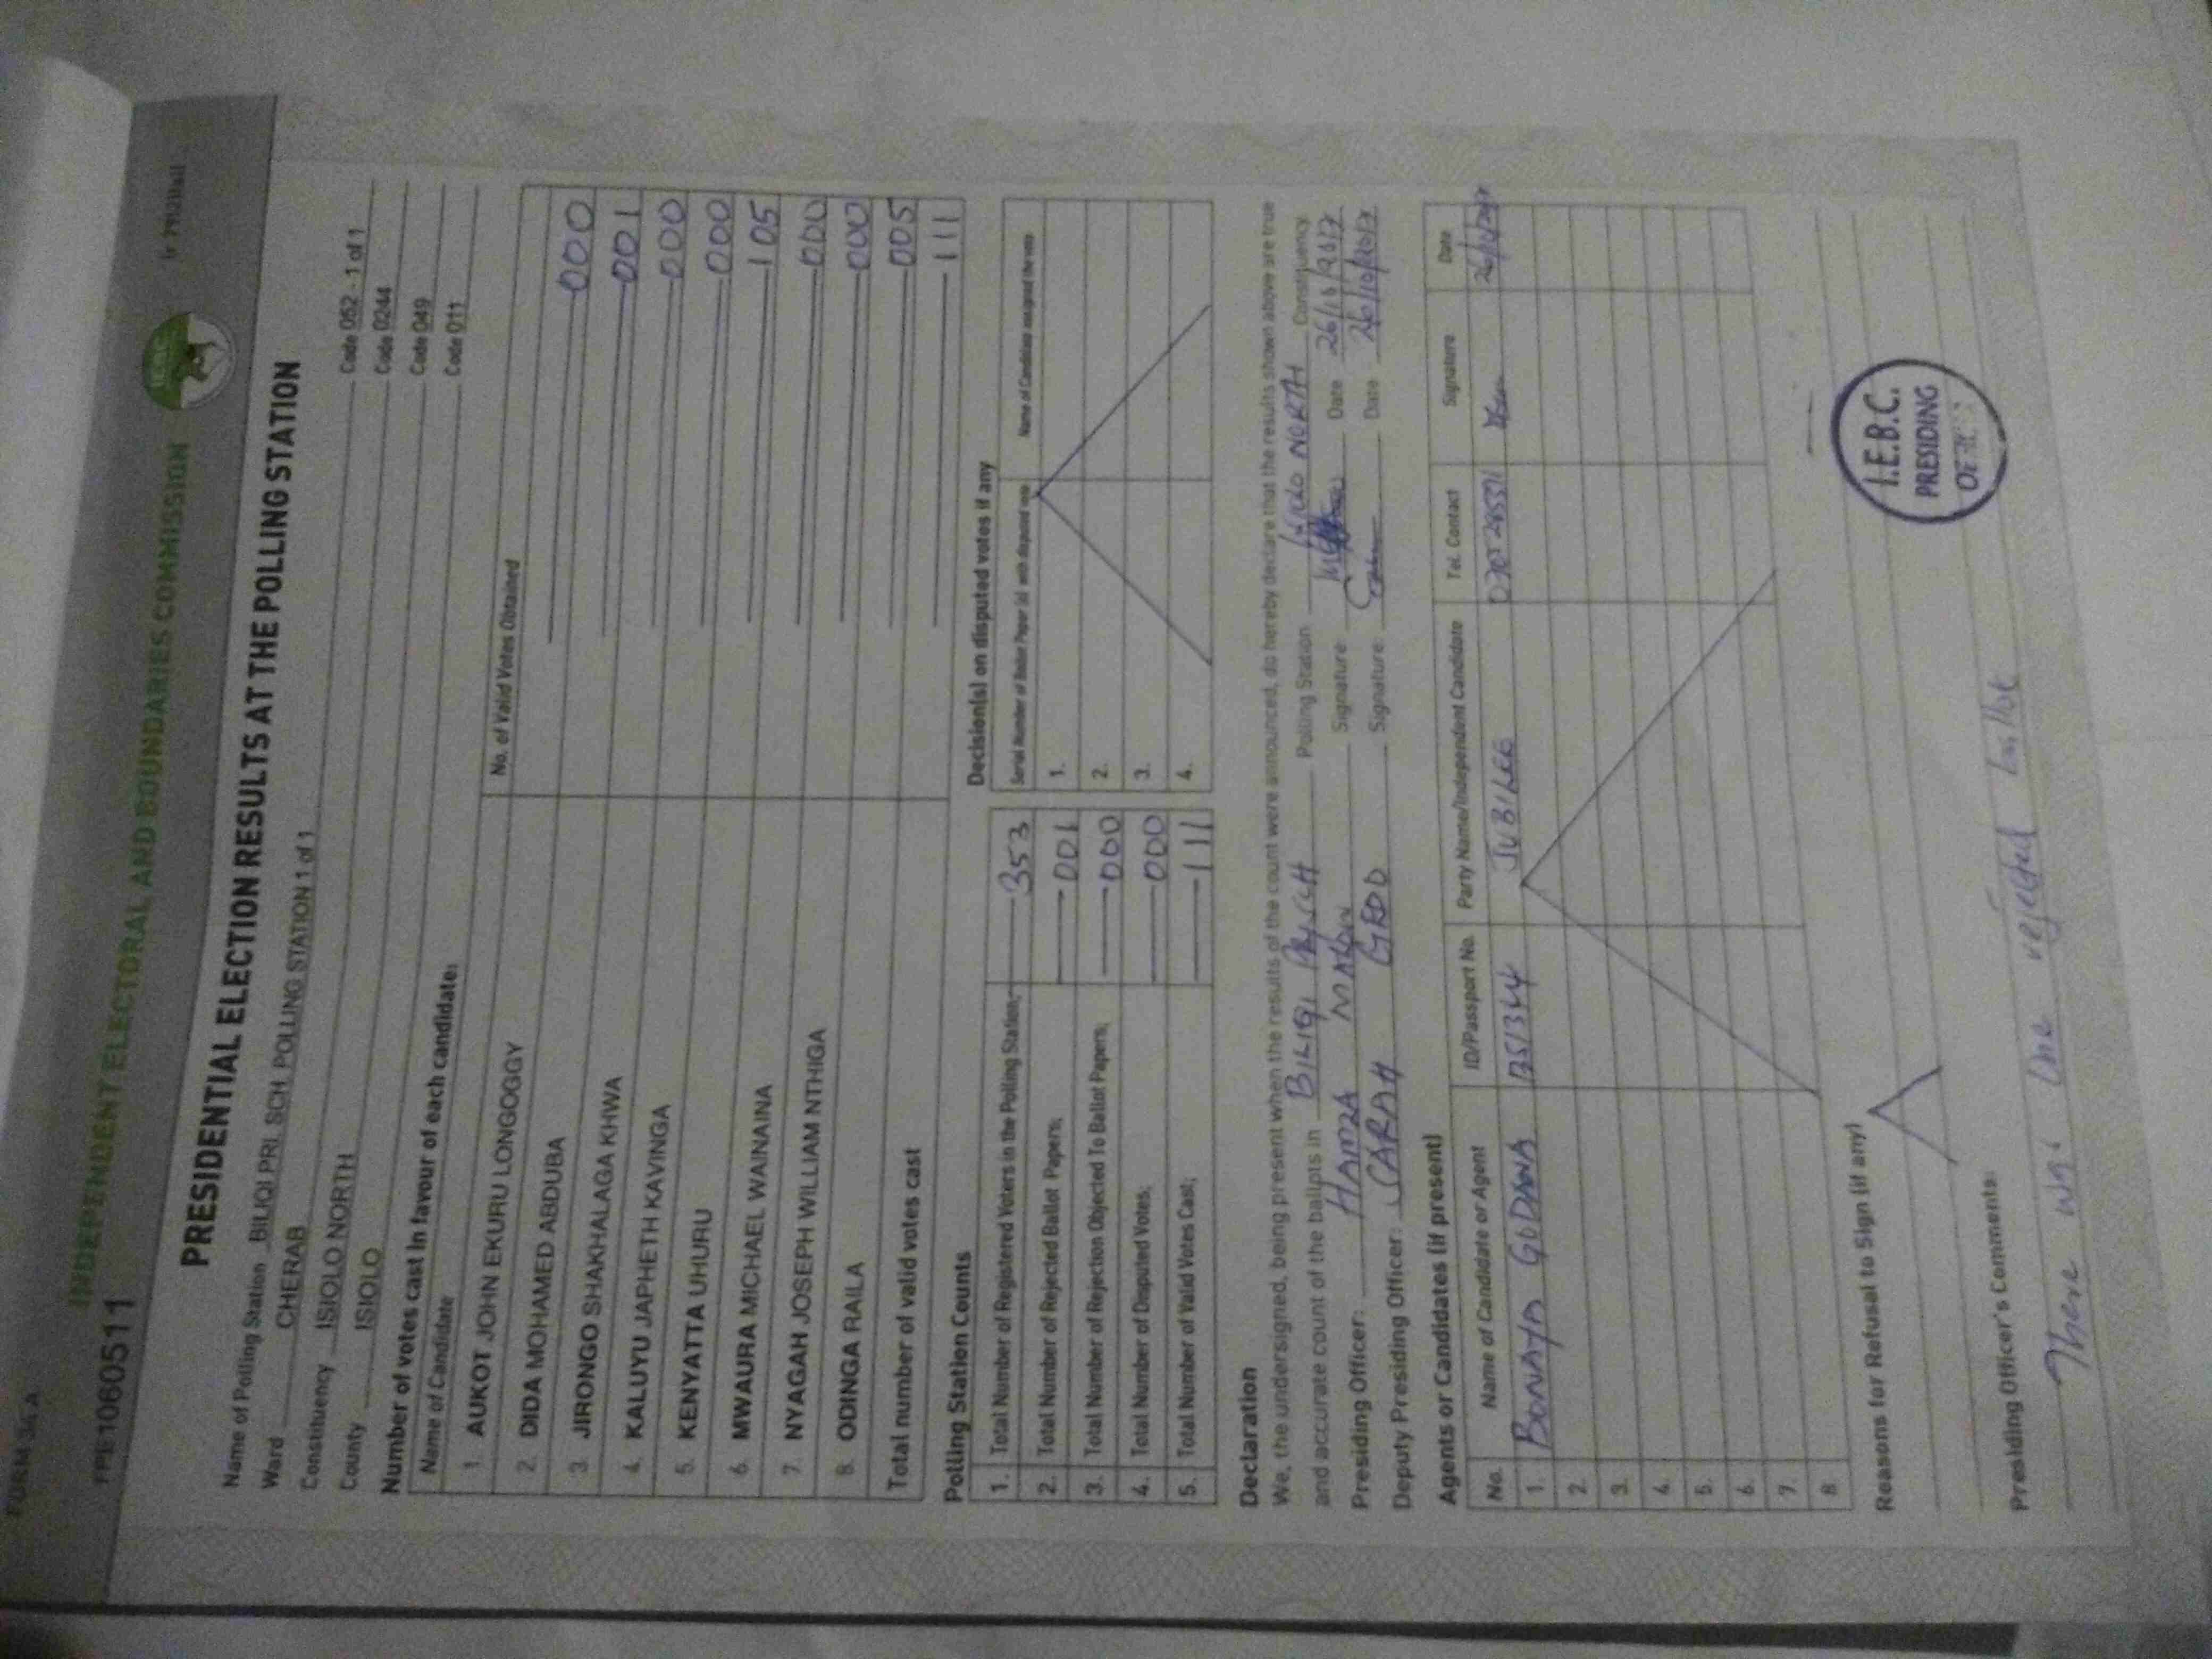 FORM 34 A
INDEPENDENT ELECTORAL AND BOUNDARIES COMMISSION
FPE1060511
PRESIDENTIAL ELECTION RESULTS AT THE POLLING STATION
Name of Polling Station BILIQI PRI. SCH. POLLING STATION 1 of 1 Code 052 - 1 of 1
Ward CHERAB Code 0244
Constituency ISIOLO NORTH Code 049
County ISIOLO Code 011
Number of votes cast in favour of each candidate:
Name of Candidate No. of Valid Votes Obtained
1. AUKOT JOHN EKURU LONGOGGY 000
2. DIDA MOHAMED ABDUBA 001
3. JIRONGO SHAKHALAGA KHWA 000
4. KALUYU JAPHETH KAVINGA 000
5. KENYATTA UHURU 105
6. MWAURA MICHAEL WAINAINA 000
7. NYAGAH JOSEPH WILLIAM NTHIGA 000
8. ODINGA RAILA 005
Total number of valid votes cast 111
Polling Station Counts
1. Total Number of Registered Voters in the Polling Station; 353
2. Total Number of Rejected Ballot Papers; 001
3. Total Number of Rejection Objected To Ballot Papers; 000
4. Total Number of Disputed Votes; 000
5. Total Number of Valid Votes Cast; 111
Decision(s) on disputed votes if any
Serial Number of Ballot Paper (s) with disputed vote Name of Candidate assigned the vote
1.
2.
3.
4.
Declaration
We, the undersigned, being present when the results of the count were announced, do hereby declare that the results shown above are true
and accurate count of the ballots in BILIQI PRI SCH Polling Station ISIOLO NORTH Constituency
Presiding Officer: HAMZA Signature Date 26/10/2017
Deputy Presiding Officer: SARAH GEDO Signature: Date 26/10/2017
Agents or Candidates (if present)
No. Name of Candidate or Agent ID/Passport No. Party Name/Independent Candidate Tel. Contact Signature Date
1. BONAYA GODANA JUBILEE 26/10/2017
2.
3.
4.
5.
6.
7.
8
Reasons for Refusal to Sign (if any)
Presiding Officer's Comments:
There was one rejected ballot
I.E.B.C.
PRESIDING